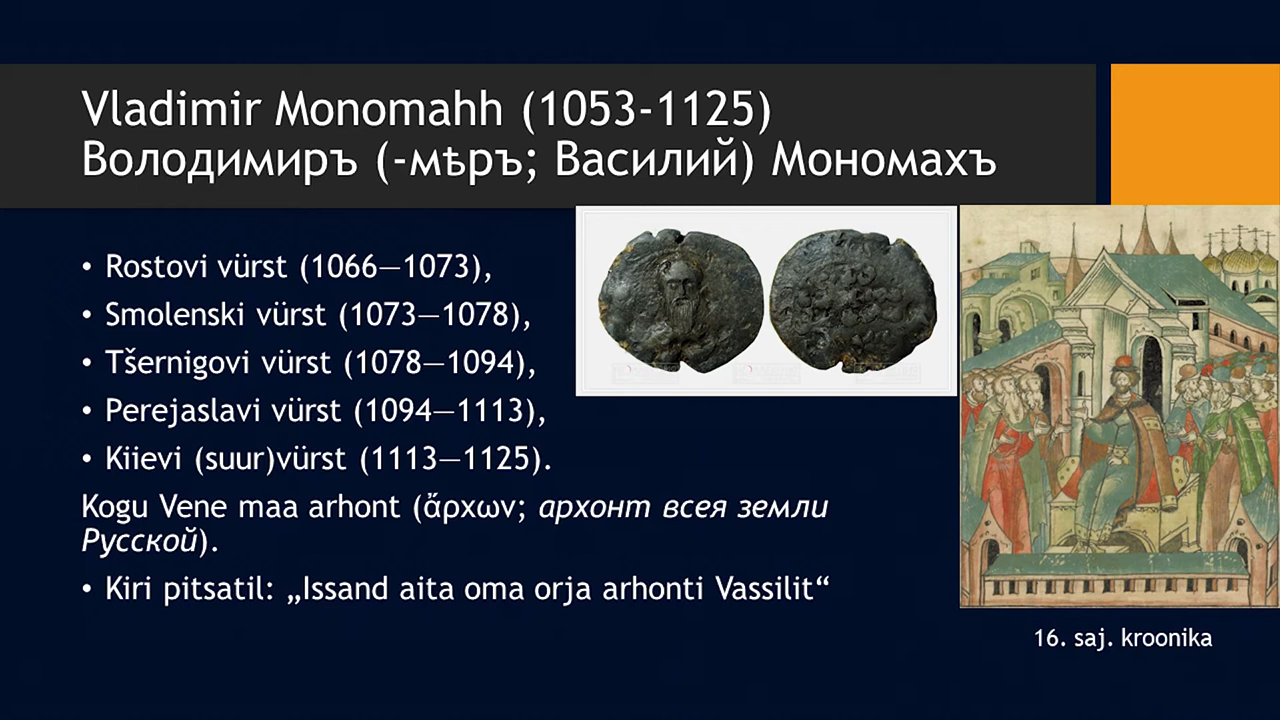 Vladimir Monomahh (1053-1125)
Володимиръ (-мѣръ; Василий) Мономахъ
• Rostovi vürst (1066—1073),
• Smolenski vürst (1073—1078),
• Tšernigovi vürst (1078—1094),
• Perejaslavi vürst (1094—1113),
• Kiievi (suur)vürst (1113—1125).
Kogu Vene maa arhont (ἄρχων; архонт всея земли
Русской).
• Kiri pitsatil: „Issand aita oma orja arhonti Vassilit“
16. saj. kroonika